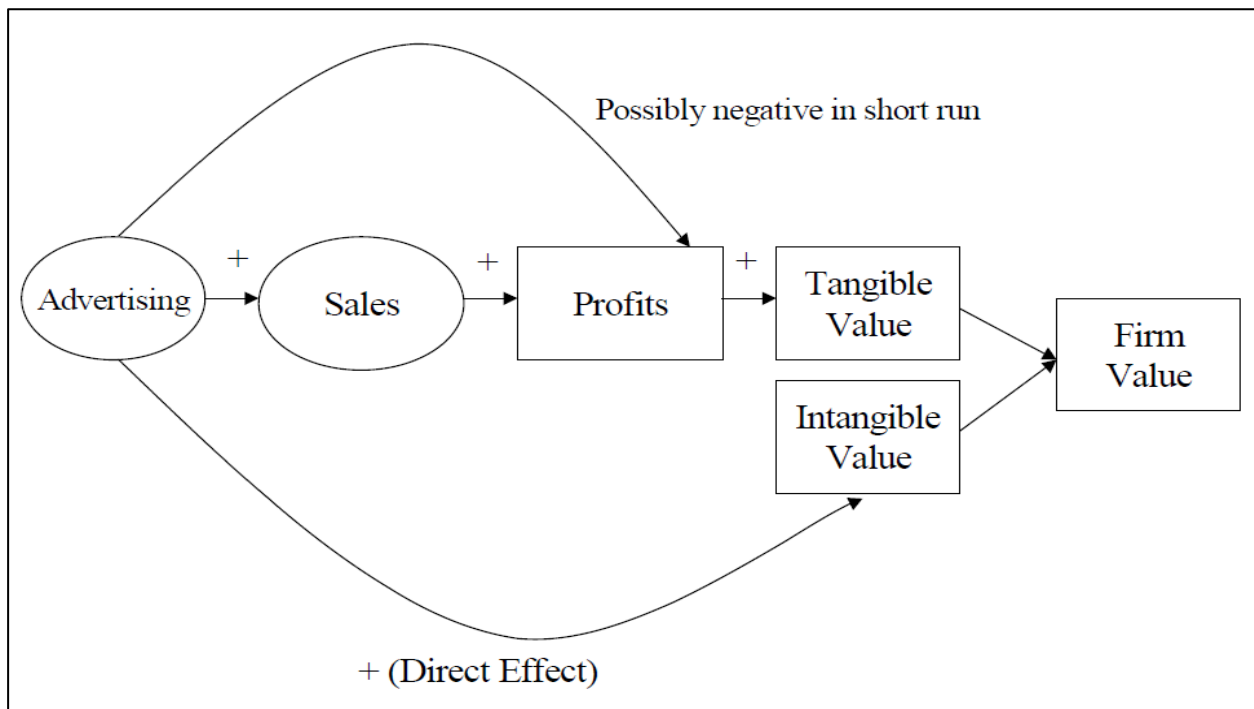 Possibly negative in short run
+
+
+
Advertising
Sales
Profits
Tangible
Value
Firm
Value
Intangible
Value
+ (Direct Effect)